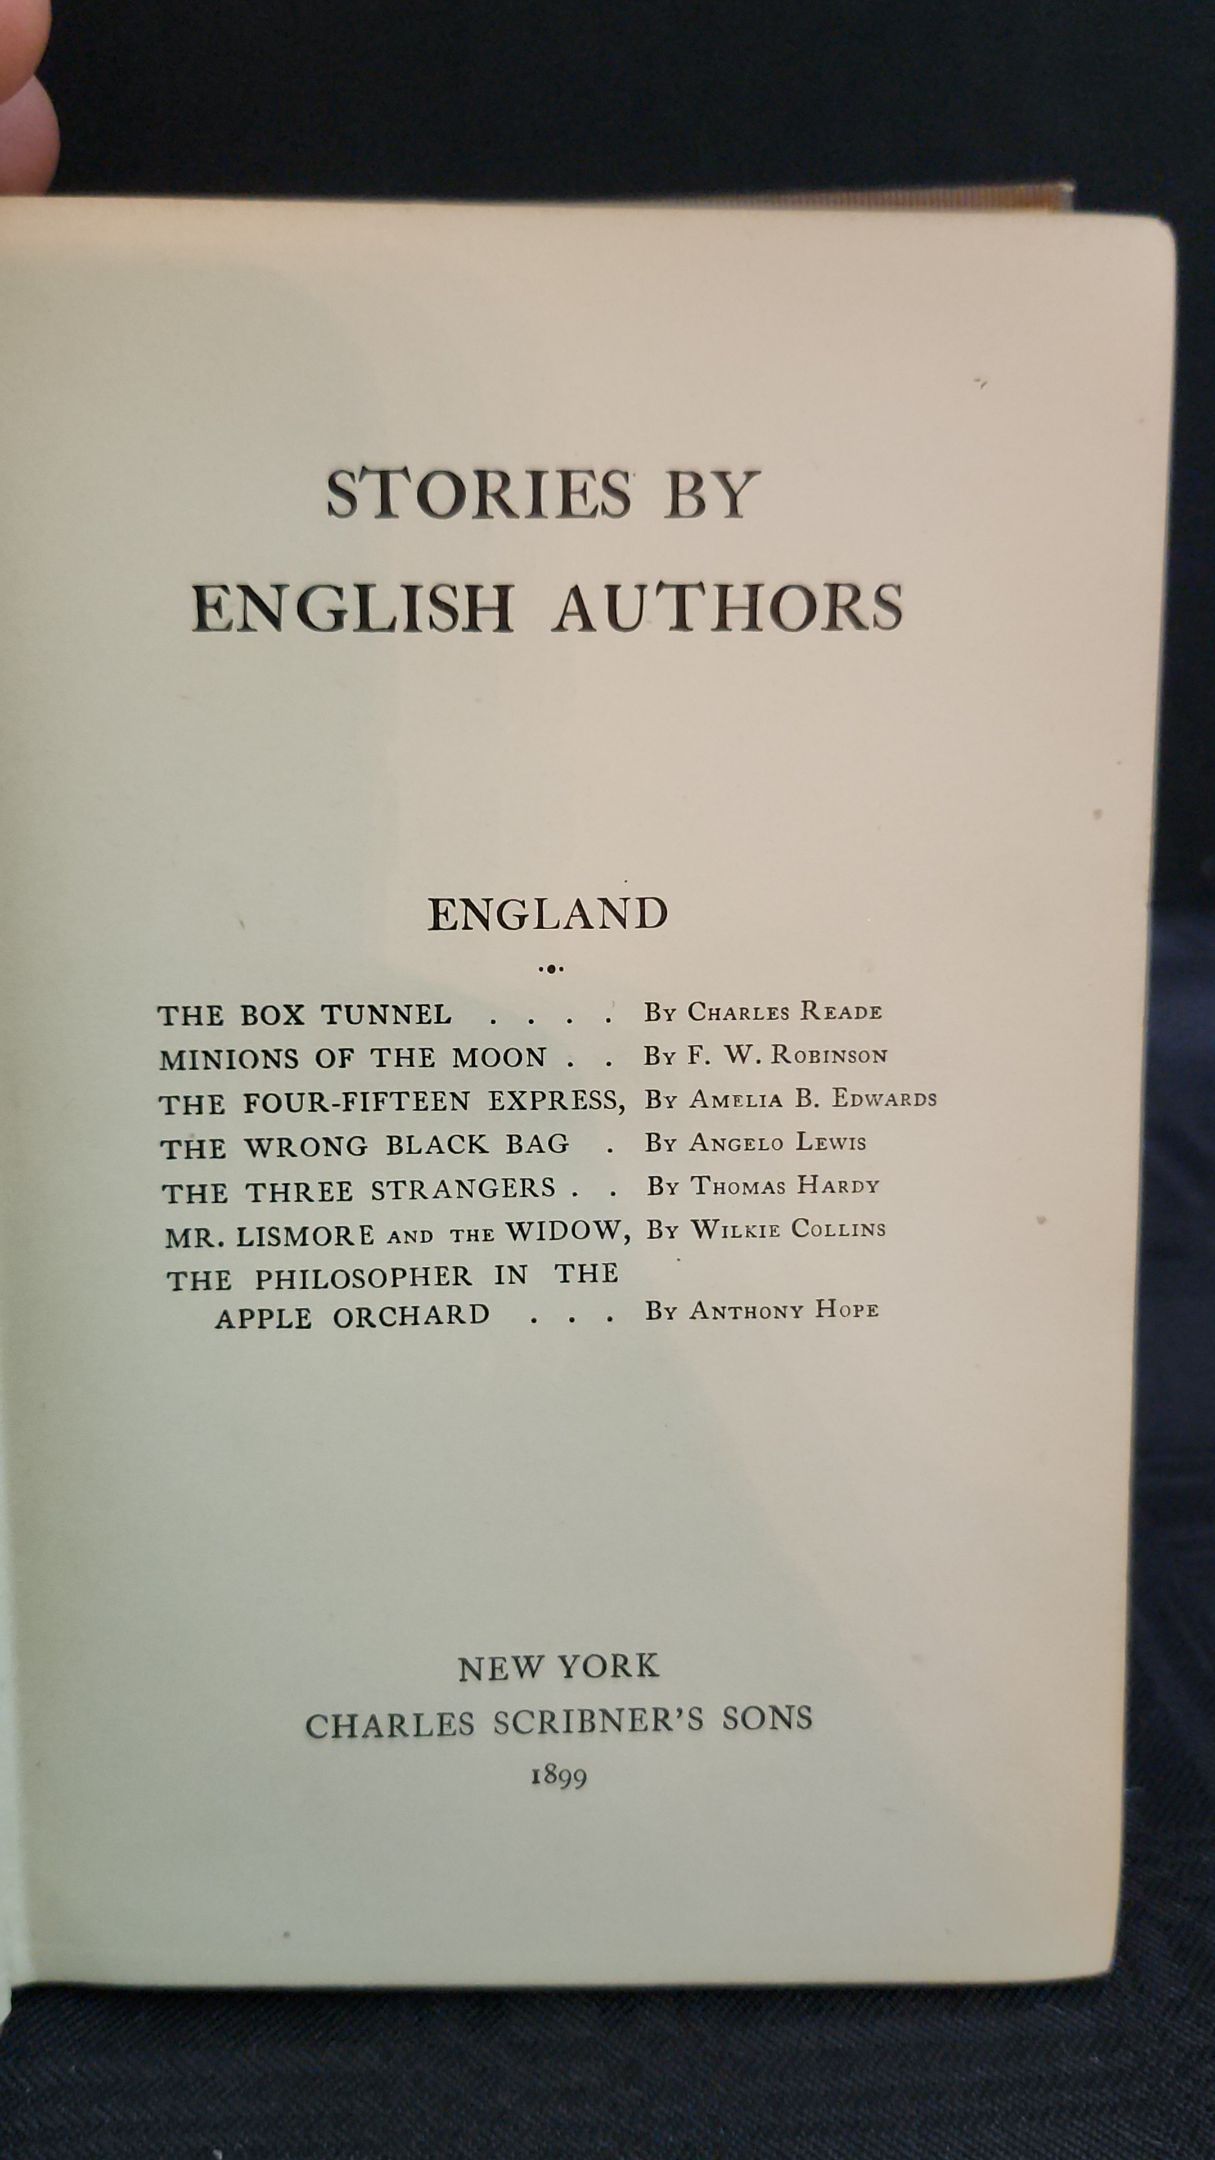 STORIES BY
ENGLISH AUTHORS
ENGLAND
THE BOX TUNNEL . . . . By Charles Reade
MINIONS OF THE MOON . . By F. W. Robinson
THE FOUR-FIFTEEN EXPRESS, By Amelia B. Edwards
THE WRONG BLACK BAG . By Angelo Lewis
THE THREE STRANGERS . . By Thomas Hardy
MR. LISMORE AND THE WIDOW, By Wilkie Collins
THE PHILOSOPHER IN THE
APPLE ORCHARD . . . By Anthony Hope
NEW YORK
CHARLES SCRIBNER'S SONS
1899